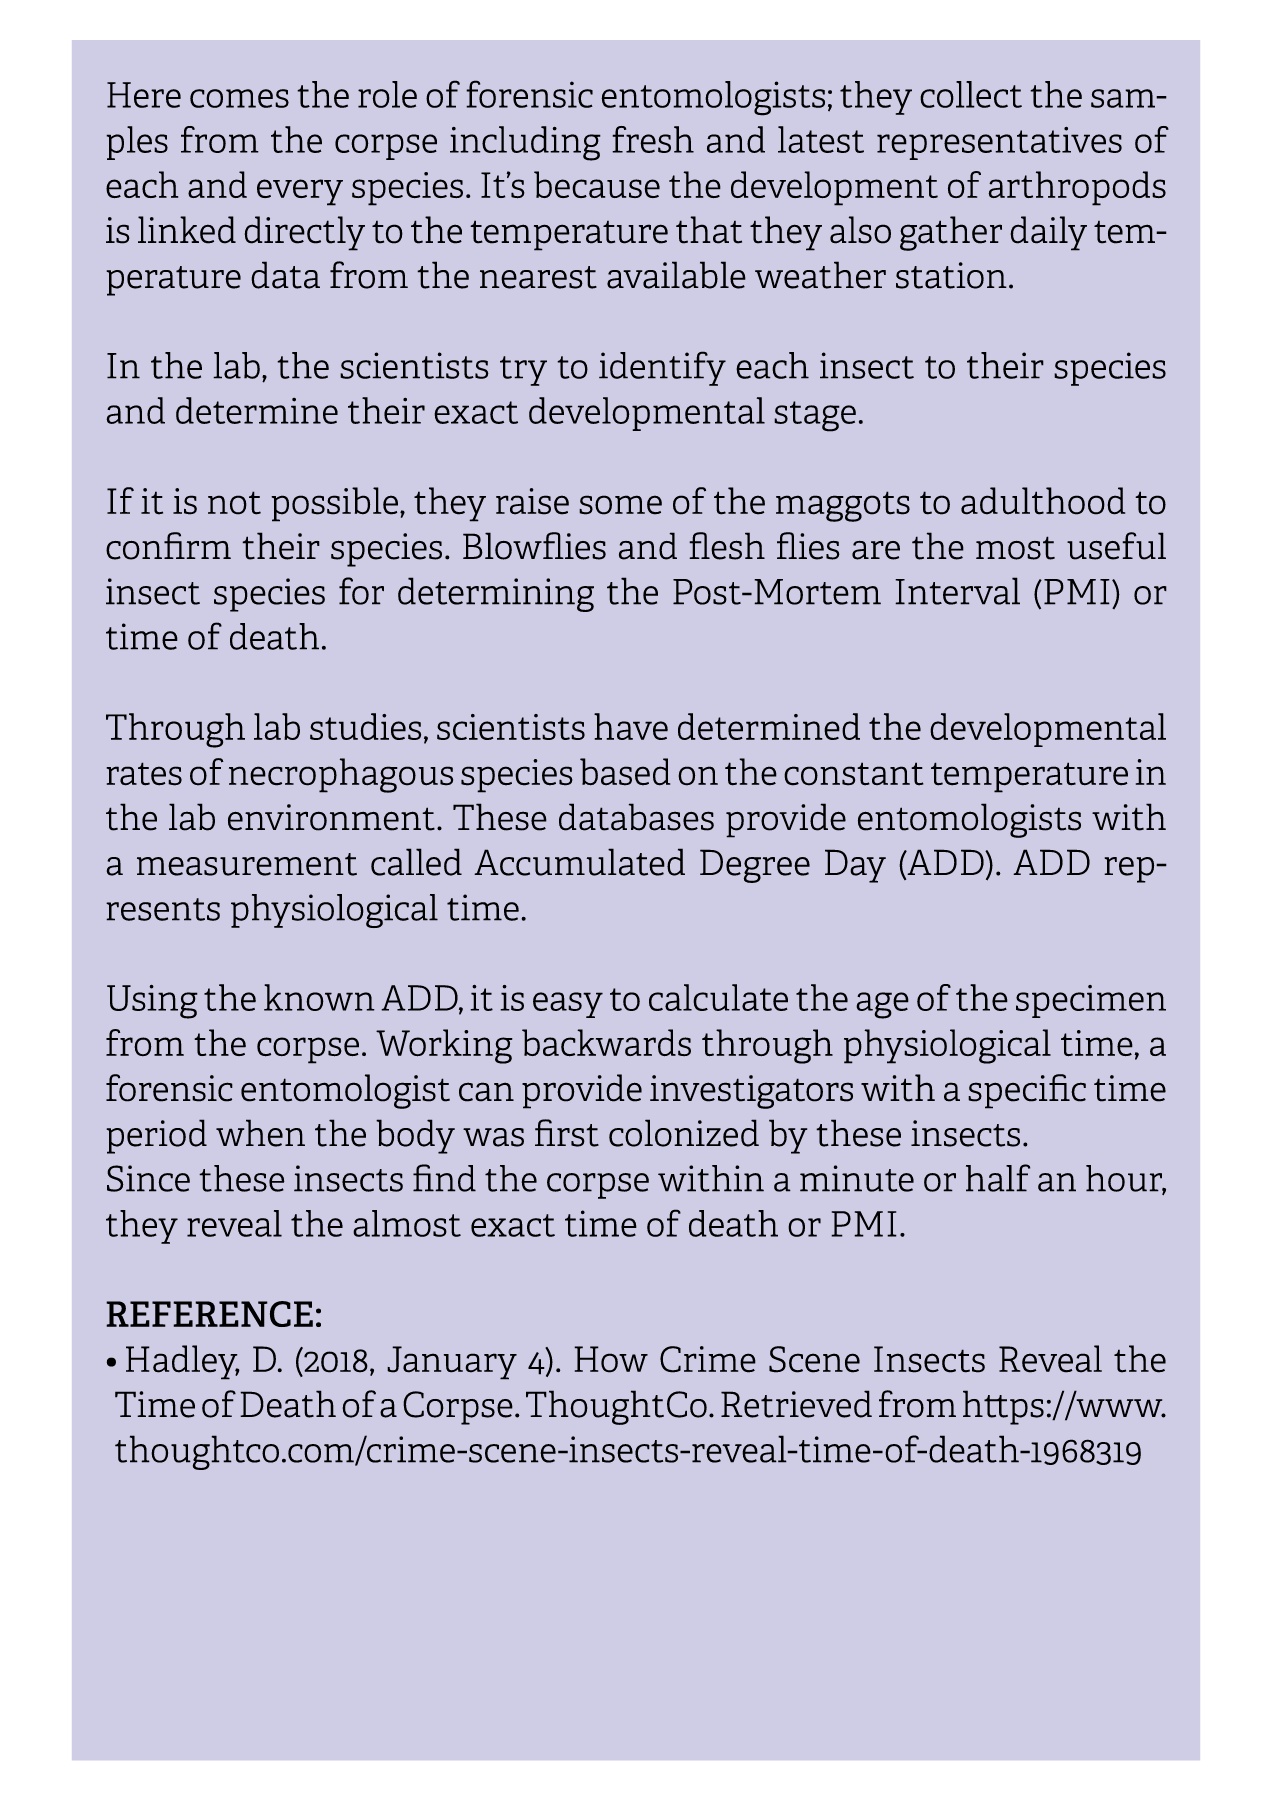 Here comes the role of forensic entomologists; they collect the sam-
ples from the corpse including fresh and latest representatives of
each and every species. It’s because the development of arthropods
is linked directly to the temperature that they also gather daily tem-
perature data from the nearest available weather station.
In the lab, the scientists try to identify each insect to their species
and determine their exact developmental stage.
If it is not possible, they raise some of the maggots to adulthood to
confirm their species. Blowflies and flesh flies are the most useful
insect species for determining the Post-Mortem Interval (PMI) or
time of death.
Through lab studies, scientists have determined the developmental
rates of necrophagous species based on the constant temperature in
the lab environment. These databases provide entomologists with
a measurement called Accumulated Degree Day (ADD). ADD rep-
resents physiological time.
Using the known ADD, it is easy to calculate the age of the specimen
from the corpse. Working backwards through physiological time, a
forensic entomologist can provide investigators with a specific time
period when the body was first colonized by these insects.
Since these insects find the corpse within a minute or half an hour,
they reveal the almost exact time of death or PMI.
REFERENCE:
• Hadley, D. (2018, January 4). How Crime Scene Insects Reveal the
Time of Death of a Corpse. ThoughtCo. Retrieved from https://www.
thoughtco.com/crime-scene-insects-reveal-time-of-death-1968319